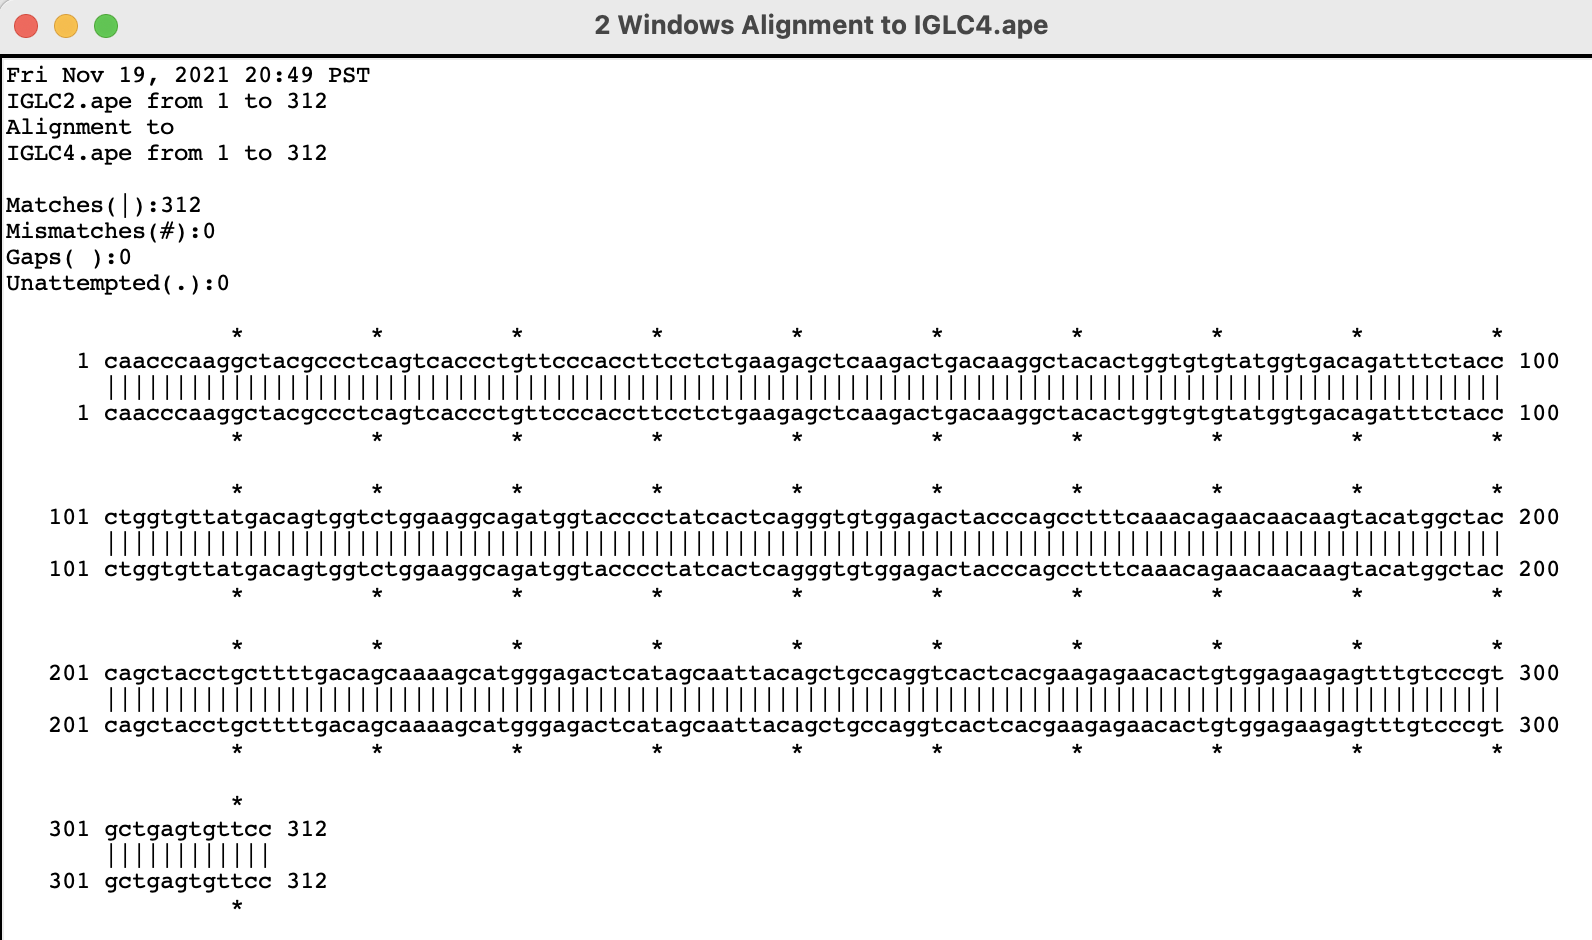 2 Windows Alignment to IGLC4.ape
Fri Nov 19, 2021 20:49 PST
IGLC2.ape from 1 to 312
Alignment to
IGLC4.ape from 1 to 312
Matches(|):312
Mismatches(#):0
Gaps( ):0
Unattempted(.):0
* * * * * * * * * *
1 caacccaaggctacgccctcagtcaccctgttcccaccttcctctgaagagctcaagactgacaaggctacactggtgtgtatggtgacagatttctacc 100
||||||||||||||||||||||||||||||||||||||||||||||||||||||||||||||||||||||||||||||||||||||||||||||||||||
1 caacccaaggctacgccctcagtcaccctgttcccaccttcctctgaagagctcaagactgacaaggctacactggtgtgtatggtgacagatttctacc 100
* * * * * * * * * *
* * * * * * * * * *
101 ctggtgttatgacagtggtctggaaggcagatggtacccctatcactcagggtgtggagactacccagcctttcaaacagaacaacaagtacatggctac 200
||||||||||||||||||||||||||||||||||||||||||||||||||||||||||||||||||||||||||||||||||||||||||||||||||||
101 ctggtgttatgacagtggtctggaaggcagatggtacccctatcactcagggtgtggagactacccagcctttcaaacagaacaacaagtacatggctac 200
* * * * * * * * * *
* * * * * * * * * *
201 cagctacctgcttttgacagcaaaagcatgggagactcatagcaattacagctgccaggtcactcacgaagagaacactgtggagaagagtttgtcccgt 300
||||||||||||||||||||||||||||||||||||||||||||||||||||||||||||||||||||||||||||||||||||||||||||||||||||
201 cagctacctgcttttgacagcaaaagcatgggagactcatagcaattacagctgccaggtcactcacgaagagaacactgtggagaagagtttgtcccgt 300
* * * * * * * * * *
*
301 gctgagtgttcc 312
||||||||||||
301 gctgagtgttcc 312
*